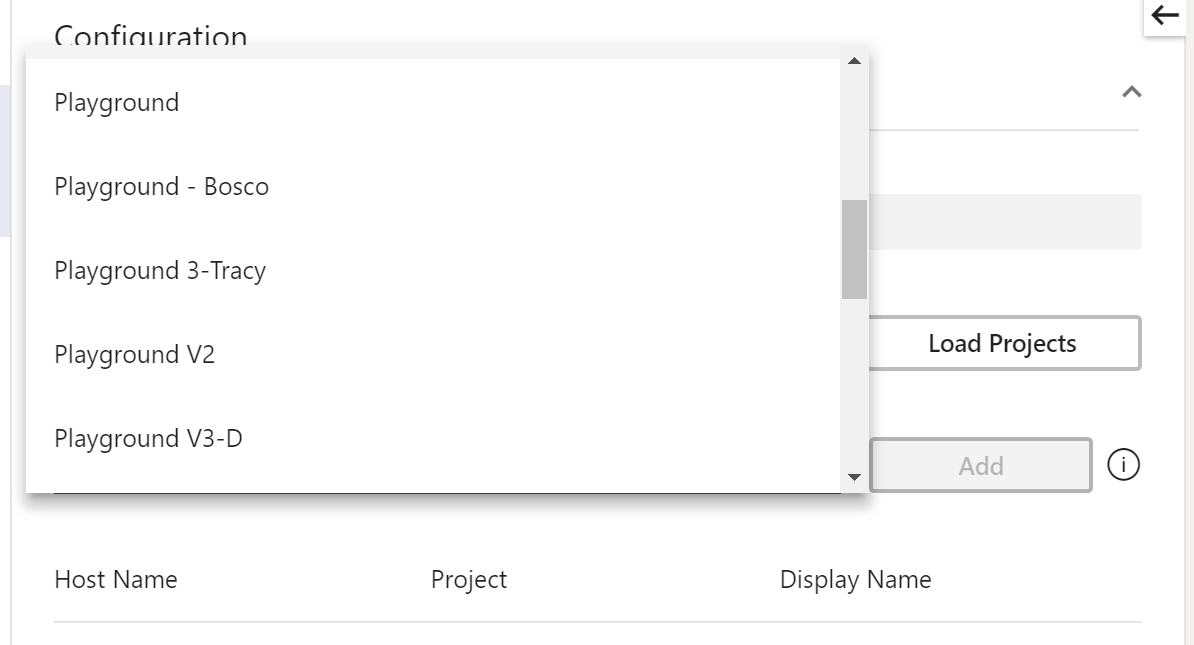 Configuration
Playground
Playground - Bosco
Playground 3-Tracy
Load Projects
Playground V2
Playground V3-D
Add
Host Name Project Display Name